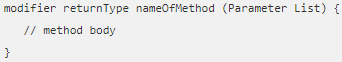 modifier returnType nameOfMethod (Parameter List) {
// method body
}